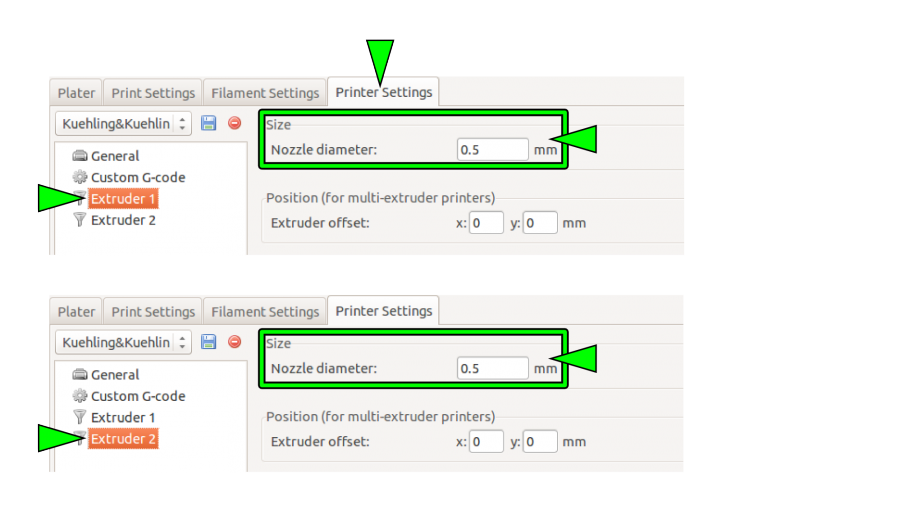 Plater Print Settings Filament Settings Printer Settings
Kuehling&Kuehlin
Size
Nozzle diameter: 0.5 mm
General
Custom G-code
Extruder 1
Position (for multi-extruder printers)
Extruder 2
Extruder offset: x: 0 y: 0 mm
Plater Print Settings Filament Settings Printer Settings
Kuehling&Kuehlin
Size
Nozzle diameter: 0.5 mm
General
Custom G-code
Extruder 1
Position (for multi-extruder printers)
Extruder 2
Extruder offset: x: 0 y: 0 mm